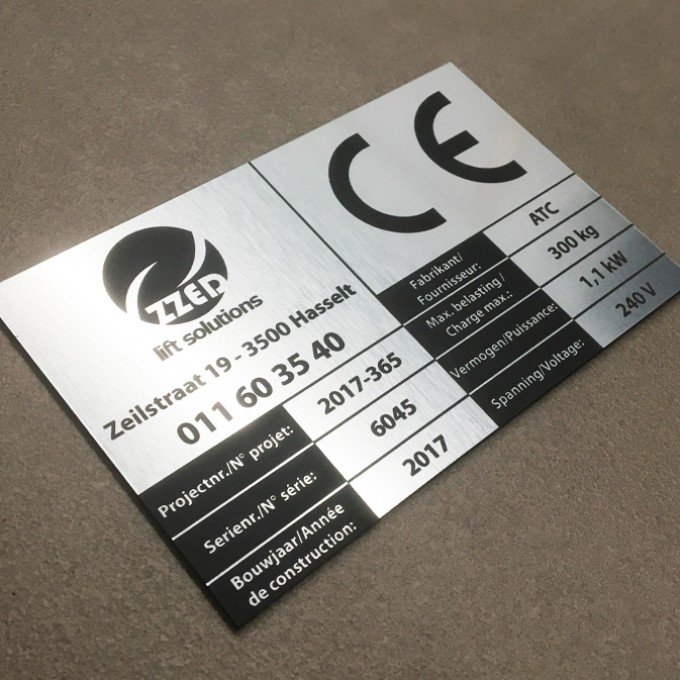 ZZEP
lift solutions
Zeilstraat 19 - 3500 Hasselt
011 60 35 40
Projectnr./N° projet: 2017-365
Serienr./N° série: 6045
Bouwjaar/Année
de construction: 2017
CE
Fabrikant/
Fournisseur: ATC
Max. belasting/
Charge max.: 300 kg
Vermogen/Puissance: 1,1 kW
Spanning/Voltage: 240 V